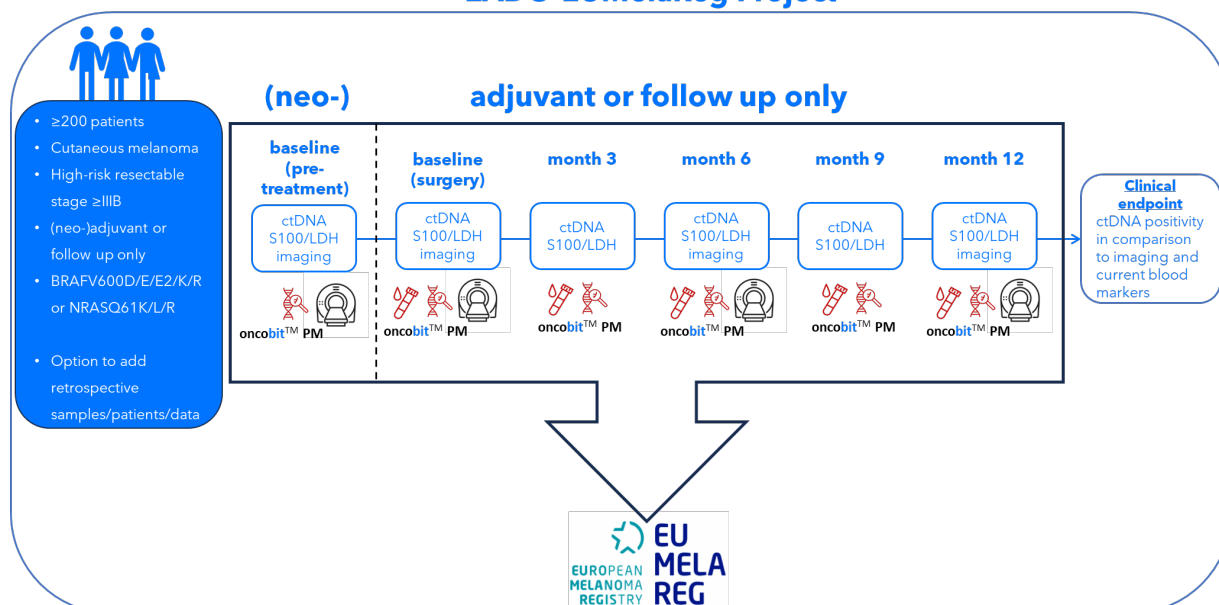 (neo-)
adjuvant or follow up only
• ≥200 patients
• Cutaneous melanoma
• High-risk resectable
stage ≥IIIB
• (neo-)adjuvant or
follow up only
• BRAFV600D/E/E2/K/R
or NRASQ61K/L/R
• Option to add
retrospective
samples/patients/data
baseline
(pre-
treatment)
ctDNA
S100/LDH
imaging
oncobit™ PM
baseline
(surgery)
ctDNA
S100/LDH
imaging
oncobit™ PM
month 3
ctDNA
S100/LDH
oncobit™ PM
month 6
ctDNA
S100/LDH
imaging
oncobit™ PM
month 9
ctDNA
S100/LDH
oncobit™ PM
month 12
ctDNA
S100/LDH
imaging
oncobit™ PM
Clinical
endpoint
ctDNA positivity
in comparison
to imaging and
current blood
markers
EUROPEAN
MELANOMA
REGISTRY
EU
MELA
REG